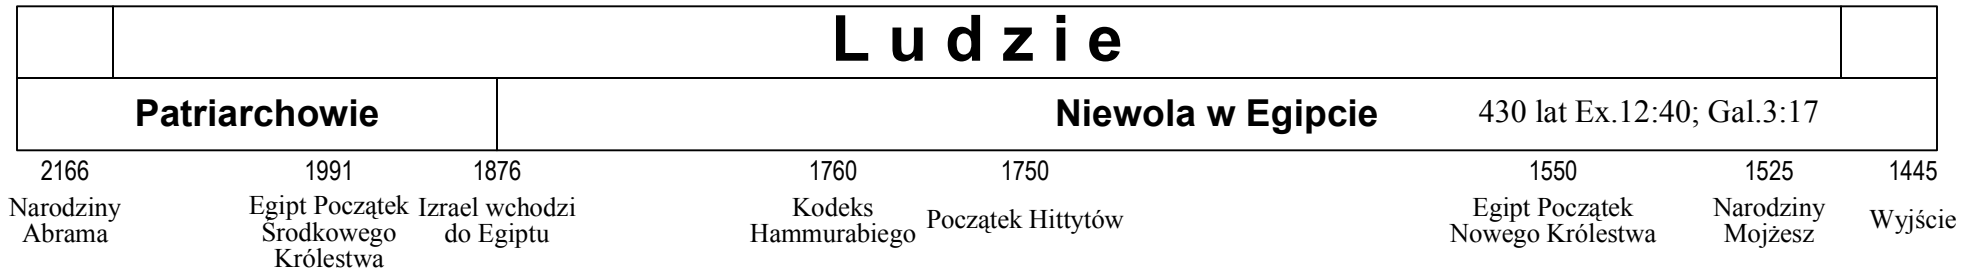 L u d z i e
Patriarchowie
Niewola w Egipcie 430 lat Ex.12:40; Gal.3:17
2166
Narodziny
Abrama
1991
Egipt Początek
Środkowego
Królestwa
1876
Izrael wchodzi
do Egiptu
1760
Kodeks
Hammurabiego
1750
Początek Hittytów
1550
Egipt Początek
Nowego Królestwa
1525
Narodziny
Mojżesz
1445
Wyjście